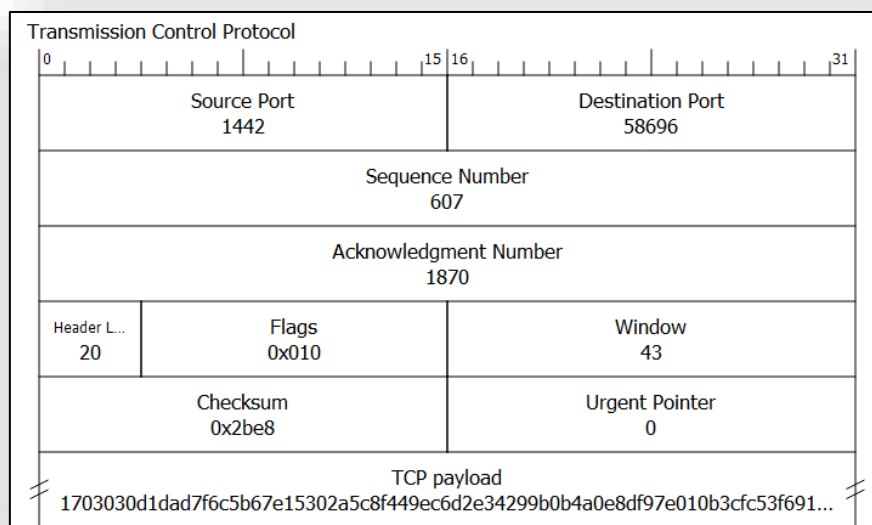 Transmission Control Protocol
0 15 16 31
Source Port Destination Port
1442 58696
Sequence Number
607
Acknowledgment Number
1870
Header L... Flags Window
20 0x010 43
Checksum Urgent Pointer
0x2be8 0
TCP payload
1703030d1dad7f6c5b67e15302a5c8f449ec6d2e34299b0b4a0e8df97e010b3cfc53f691...